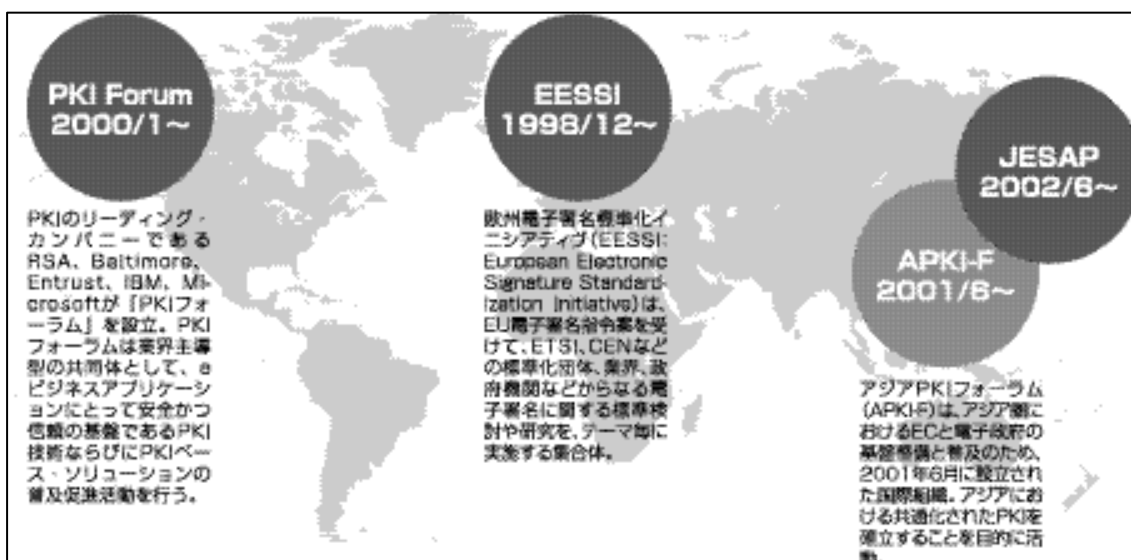 PKI Forum
2000/1～
PKIのリーディング・
カンパニーである
RSA、Baltimore、
Entrust、IBM、Mi-
crosoftが「PKIフォ
ーラム」を設立。PKI
フォーラムは業界主導
型の共同体として、e
ビジネスアプリケーシ
ョンにとって安全かつ
信頼の基盤であるPKI
技術ならびにPKIベー
ス・ソリューションの
普及促進活動を行う。
EESSI
1998/12～
欧州電子署名標準化イ
ニシアティヴ(EESSI:
European Electronic
Signature Standard-
ization Initiative)は、
EU電子署名指令案を受
けて、ETSI、CENなど
の標準化団体、業界、政
府機関などからなる電
子署名に関する標準検
討や研究を、テーマ毎に
実施する集合体。
JESAP
2002/6～
APKI-F
2001/6～
アジアPKIフォーラム
(APKI-F)は、アジア圏に
おけるECと電子政府の
基盤整備と普及のため、
2001年6月に設立され
た国際組織。アジアにお
ける共通化されたPKIを
確立することを目的に活